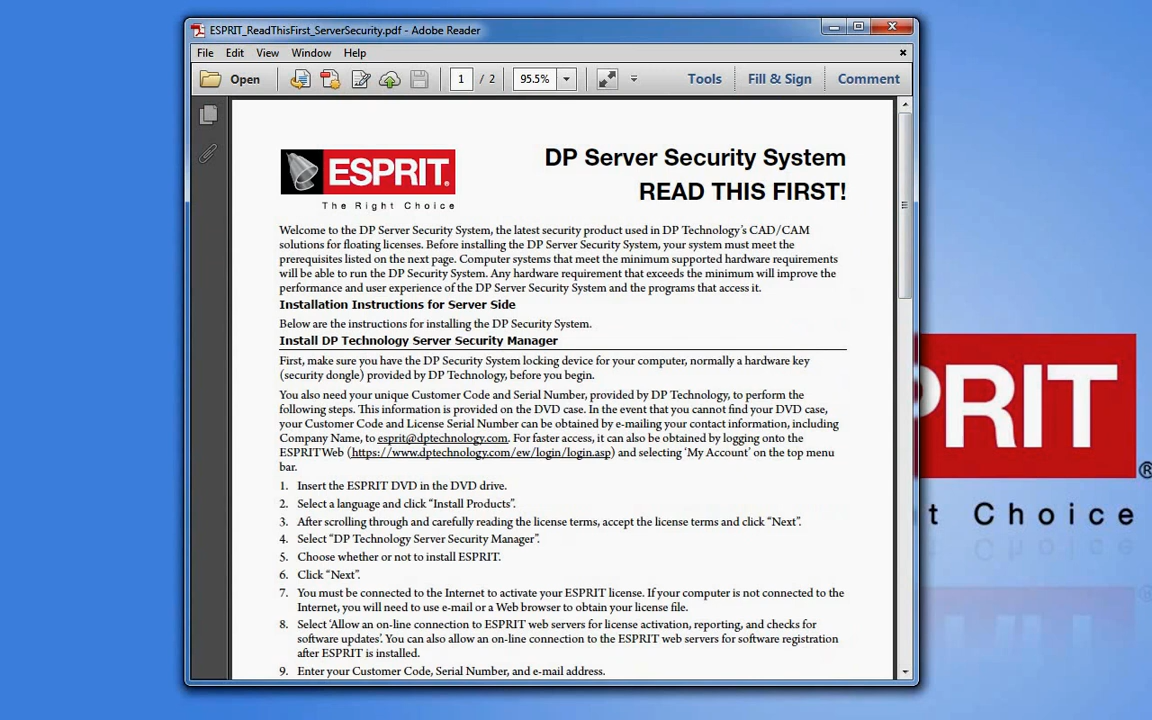 ESPRIT_ReadThisFirst_ServerSecurity.pdf - Adobe Reader
File Edit View Window Help
Open 1 / 2 95.5% Tools Fill & Sign Comment
ESPRIT®
The Right Choice
DP Server Security System
READ THIS FIRST!
Welcome to the DP Server Security System, the latest security product used in DP Technology's CAD/CAM
solutions for floating licenses. Before installing the DP Server Security System, your system must meet the
prerequisites listed on the next page. Computer systems that meet the minimum supported hardware requirements
will be able to run the DP Security System. Any hardware requirement that exceeds the minimum will improve the
performance and user experience of the DP Server Security System and the programs that access it.
Installation Instructions for Server Side
Below are the instructions for installing the DP Security System.
Install DP Technology Server Security Manager
First, make sure you have the DP Security System locking device for your computer, normally a hardware key
(security dongle) provided by DP Technology, before you begin.
You also need your unique Customer Code and Serial Number, provided by DP Technology, to perform the
following steps. This information is provided on the DVD case. In the event that you cannot find your DVD case,
your Customer Code and License Serial Number can be obtained by e-mailing your contact information, including
Company Name, to esprit@dptechnology.com. For faster access, it can also be obtained by logging onto the
ESPRITWeb (https://www.dptechnology.com/ew/login/login.asp) and selecting 'My Account' on the top menu
bar.
1. Insert the ESPRIT DVD in the DVD drive.
2. Select a language and click "Install Products".
3. After scrolling through and carefully reading the license terms, accept the license terms and click "Next".
4. Select "DP Technology Server Security Manager".
5. Choose whether or not to install ESPRIT.
6. Click "Next".
7. You must be connected to the Internet to activate your ESPRIT license. If your computer is not connected to the
Internet, you will need to use e-mail or a Web browser to obtain your license file.
8. Select 'Allow an on-line connection to ESPRIT web servers for license activation, reporting, and checks for
software updates'. You can also allow an on-line connection to the ESPRIT web servers for software registration
after ESPRIT is installed.
9. Enter your Customer Code, Serial Number, and e-mail address.
PRIT®
t Choice